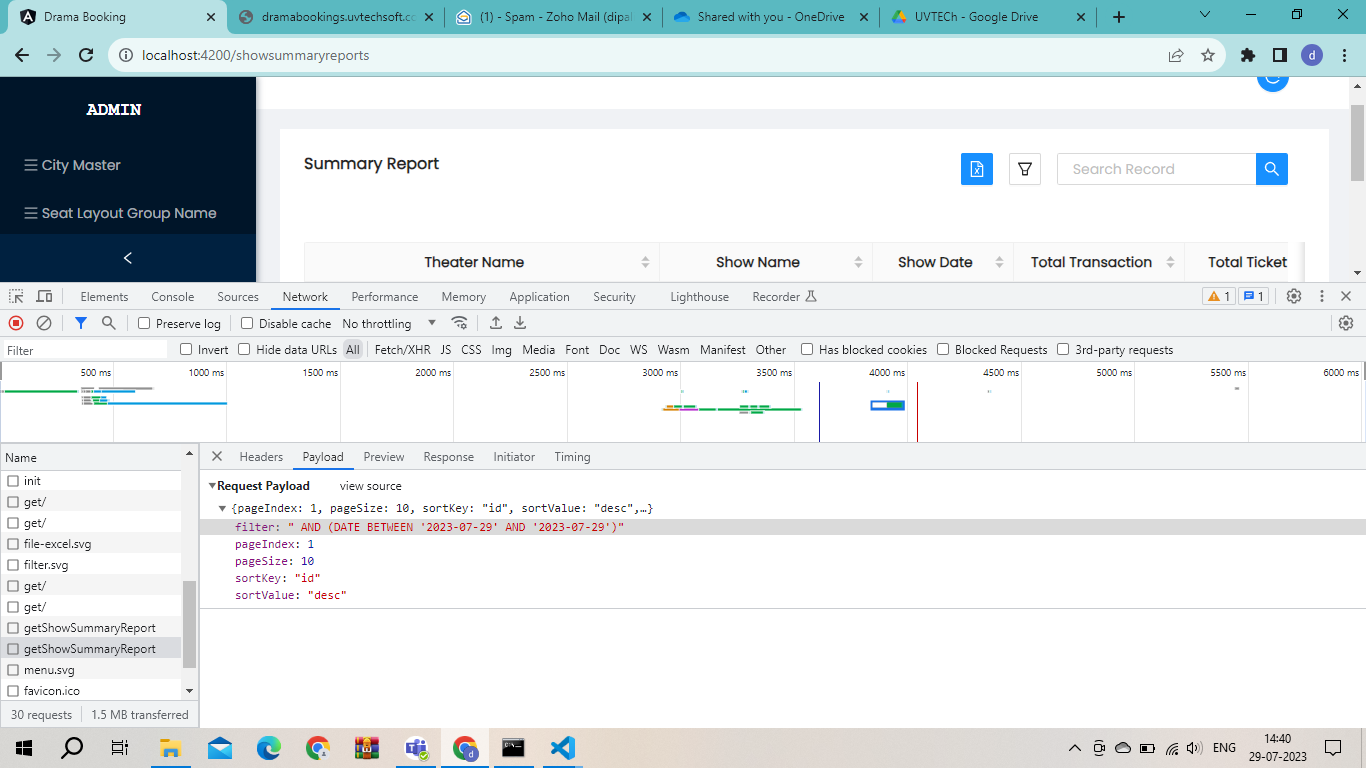 Drama Booking
dramabookings.uvtechsoft.cc
(1) - Spam - Zoho Mail (dipal
Shared with you - OneDrive
UVTECh - Google Drive
localhost:4200/showsummaryreports
d
ADMIN
City Master
Seat Layout Group Name
Summary Report
Search Record
Theater Name
Show Name
Show Date
Total Transaction
Total Ticket
Elements
Console
Sources
Network
Performance
Memory
Application
Security
Lighthouse
Recorder
1
1
Preserve log
Disable cache
No throttling
Filter
Invert
Hide data URLs
All
Fetch/XHR
JS
CSS
Img
Media
Font
Doc
WS
Wasm
Manifest
Other
Has blocked cookies
Blocked Requests
3rd-party requests
500 ms
1000 ms
1500 ms
2000 ms
2500 ms
3000 ms
3500 ms
4000 ms
4500 ms
5000 ms
5500 ms
6000 ms
Name
Headers
Payload
Preview
Response
Initiator
Timing
init
get/
get/
file-excel.svg
filter.svg
get/
get/
getShowSummaryReport
getShowSummaryReport
menu.svg
favicon.ico
30 requests
1.5 MB transferred
Request Payload
view source
{pageIndex: 1, pageSize: 10, sortKey: "id", sortValue: "desc",…}
filter: " AND (DATE BETWEEN '2023-07-29' AND '2023-07-29')"
pageIndex: 1
pageSize: 10
sortKey: "id"
sortValue: "desc"
ENG
14:40
29-07-2023